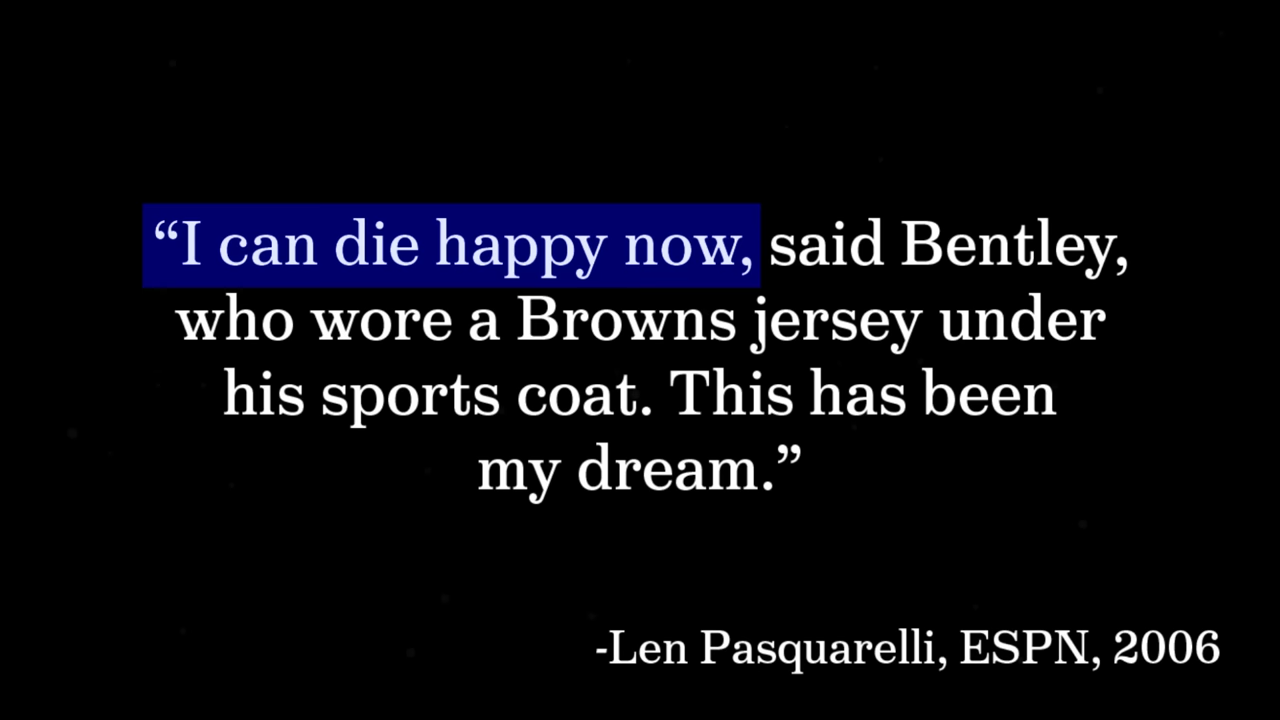 “I can die happy now, said Bentley,
who wore a Browns jersey under
his sports coat. This has been
my dream.”
-Len Pasquarelli, ESPN, 2006